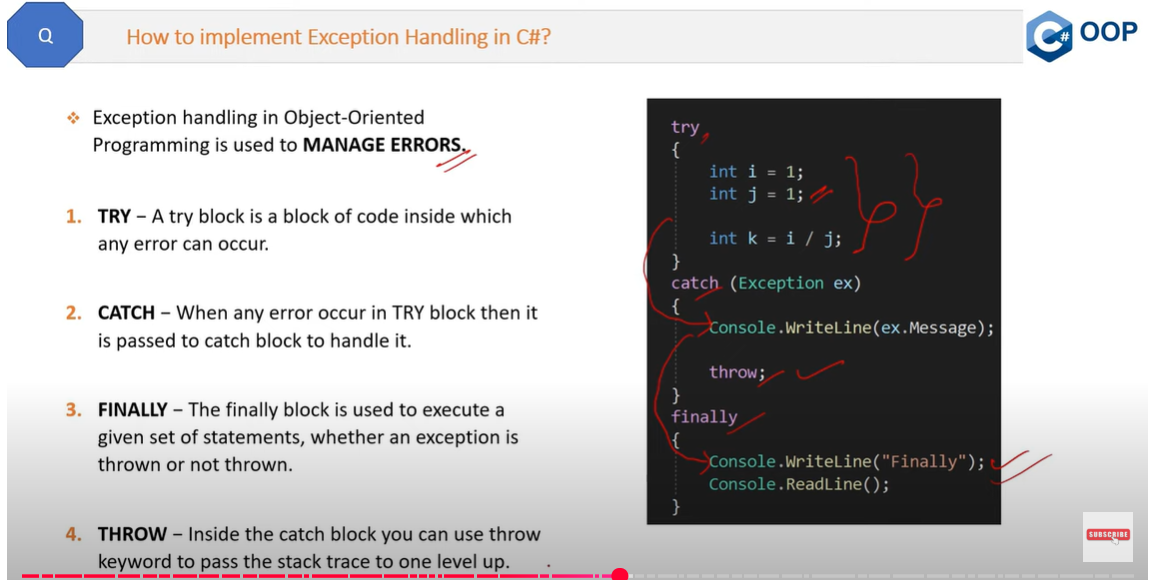 Q
How to implement Exception Handling in C#?
C# OOP
❖ Exception handling in Object-Oriented
Programming is used to MANAGE ERRORS.
1. TRY – A try block is a block of code inside which
any error can occur.
2. CATCH – When any error occur in TRY block then it
is passed to catch block to handle it.
3. FINALLY – The finally block is used to execute a
given set of statements, whether an exception is
thrown or not thrown.
4. THROW – Inside the catch block you can use throw
keyword to pass the stack trace to one level up.
try
{
int i = 1;
int j = 1;
int k = i / j;
}
catch (Exception ex)
{
Console.WriteLine(ex.Message);
throw;
}
finally
{
Console.WriteLine("Finally");
Console.ReadLine();
}
SUBSCRIBE